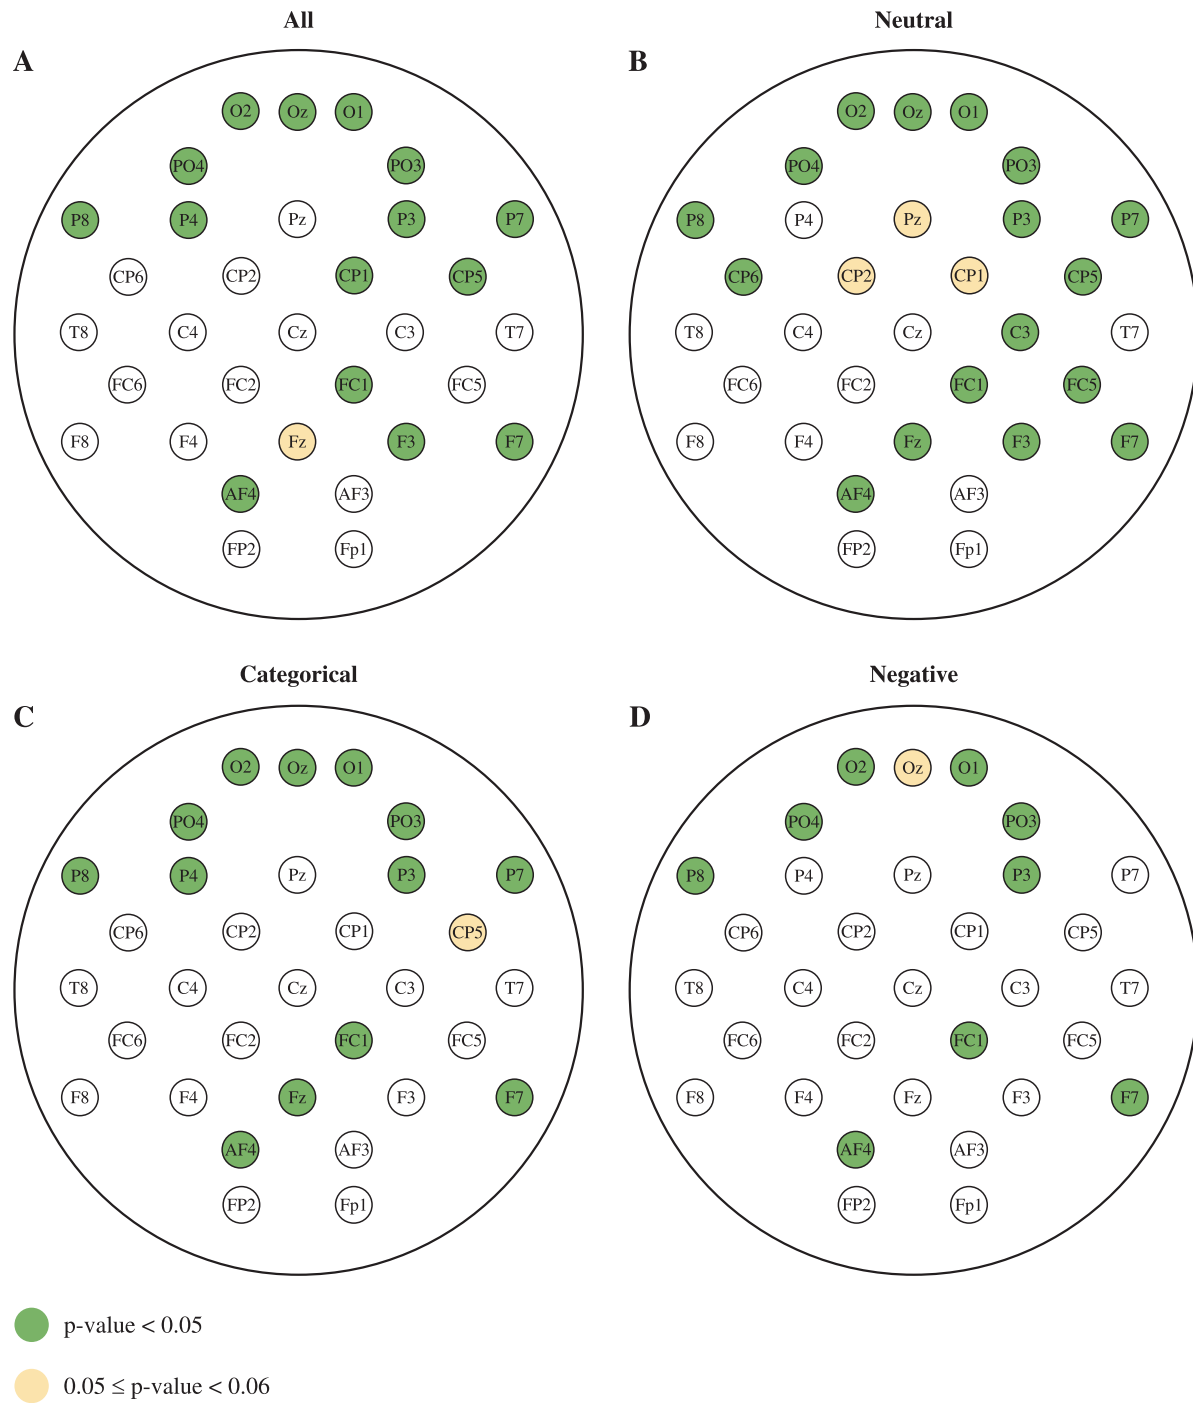 All
Neutral
A
B
O2 Oz O1
PO4 PO3
P8 P4 Pz P3 P7
CP6 CP2 CP1 CP5
T8 C4 Cz C3 T7
FC6 FC2 FC1 FC5
F8 F4 Fz F3 F7
AF4 AF3
FP2 Fp1
O2 Oz O1
PO4 PO3
P8 P4 Pz P3 P7
CP6 CP2 CP1 CP5
T8 C4 Cz C3 T7
FC6 FC2 FC1 FC5
F8 F4 Fz F3 F7
AF4 AF3
FP2 Fp1
Categorical
Negative
C
D
O2 Oz O1
PO4 PO3
P8 P4 Pz P3 P7
CP6 CP2 CP1 CP5
T8 C4 Cz C3 T7
FC6 FC2 FC1 FC5
F8 F4 Fz F3 F7
AF4 AF3
FP2 Fp1
O2 Oz O1
PO4 PO3
P8 P4 Pz P3 P7
CP6 CP2 CP1 CP5
T8 C4 Cz C3 T7
FC6 FC2 FC1 FC5
F8 F4 Fz F3 F7
AF4 AF3
FP2 Fp1
p-value < 0.05
0.05 ≤ p-value < 0.06